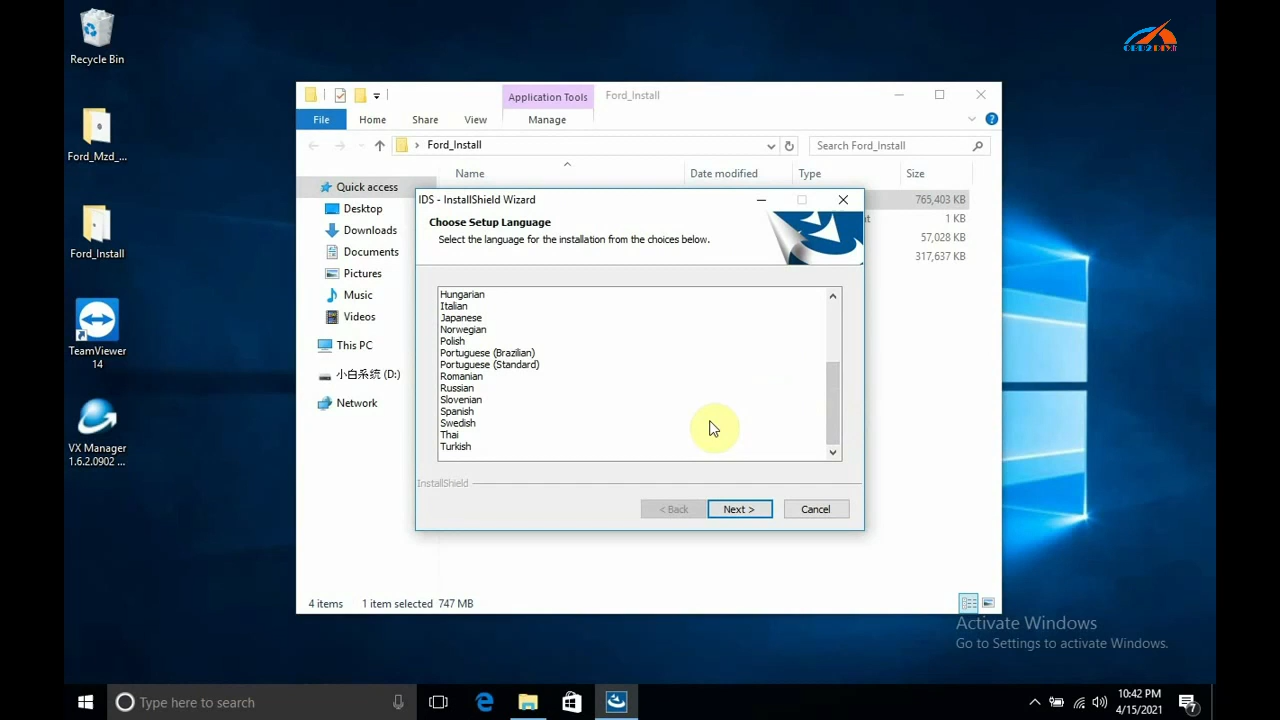 Recycle Bin
Ford_Mzd_...
Ford_Install
TeamViewer
14
VX Manager
1.6.2.0902 ...
Application Tools
Ford_Install
File
Home
Share
View
Manage
Ford_Install
Search Ford_Install
Name
Date modified
Type
Size
Quick access
Desktop
Downloads
Documents
Pictures
Music
Videos
This PC
小白系统 (D:)
Network
765,403 KB
1 KB
57,028 KB
317,637 KB
IDS - InstallShield Wizard
Choose Setup Language
Select the language for the installation from the choices below.
Hungarian
Italian
Japanese
Norwegian
Polish
Portuguese (Brazilian)
Portuguese (Standard)
Romanian
Russian
Slovenian
Spanish
Swedish
Thai
Turkish
InstallShield
< Back
Next >
Cancel
4 items
1 item selected 747 MB
Activate Windows
Go to Settings to activate Windows.
Type here to search
10:42 PM
4/15/2021
7